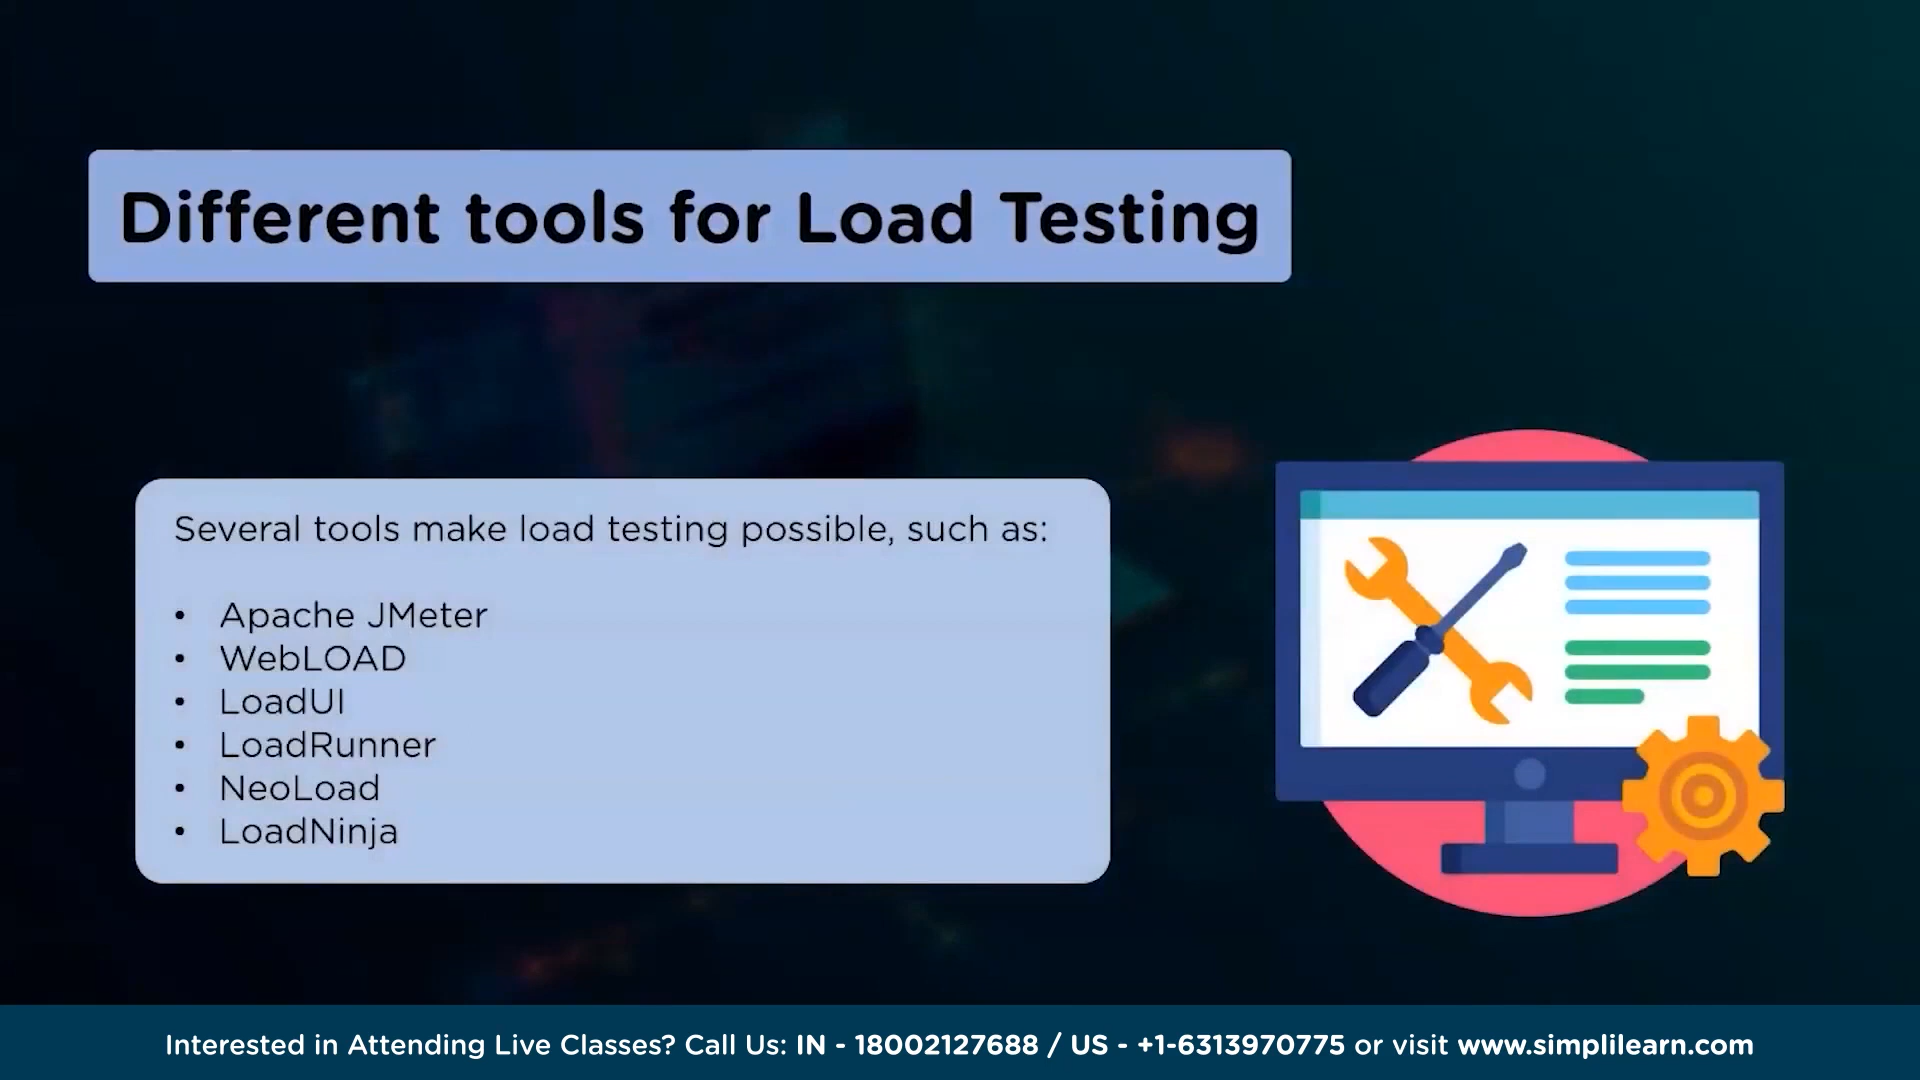 Different tools for Load Testing
Several tools make load testing possible, such as:
• Apache JMeter
• WebLOAD
• LoadUI
• LoadRunner
• NeoLoad
• LoadNinja
Interested in Attending Live Classes? Call Us: IN - 18002127688 / US - +1-6313970775 or visit www.simplilearn.com